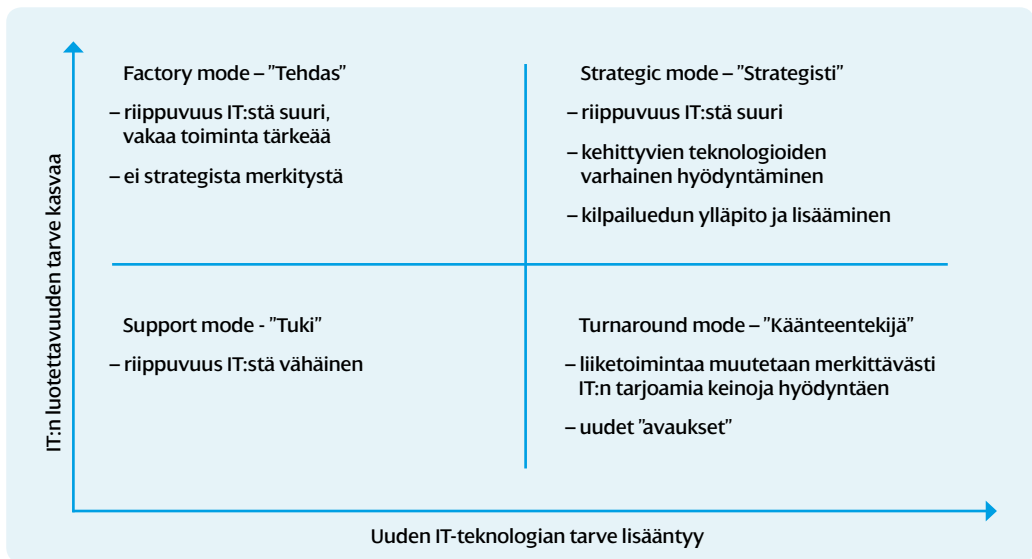 IT:n luotettavuuden tarve kasvaa
Factory mode – ”Tehdas”
– riippuvuus IT:stä suuri,
vakaa toiminta tärkeää
– ei strategista merkitystä
Strategic mode – ”Strategisti”
– riippuvuus IT:stä suuri
– kehittyvien teknologioiden
varhainen hyödyntäminen
– kilpailuedun ylläpito ja lisääminen
Support mode - ”Tuki”
– riippuvuus IT:stä vähäinen
Turnaround mode – ”Käänteentekijä”
– liiketoimintaa muutetaan merkittävästi
IT:n tarjoamia keinoja hyödyntäen
– uudet ”avaukset”
Uuden IT-teknologian tarve lisääntyy